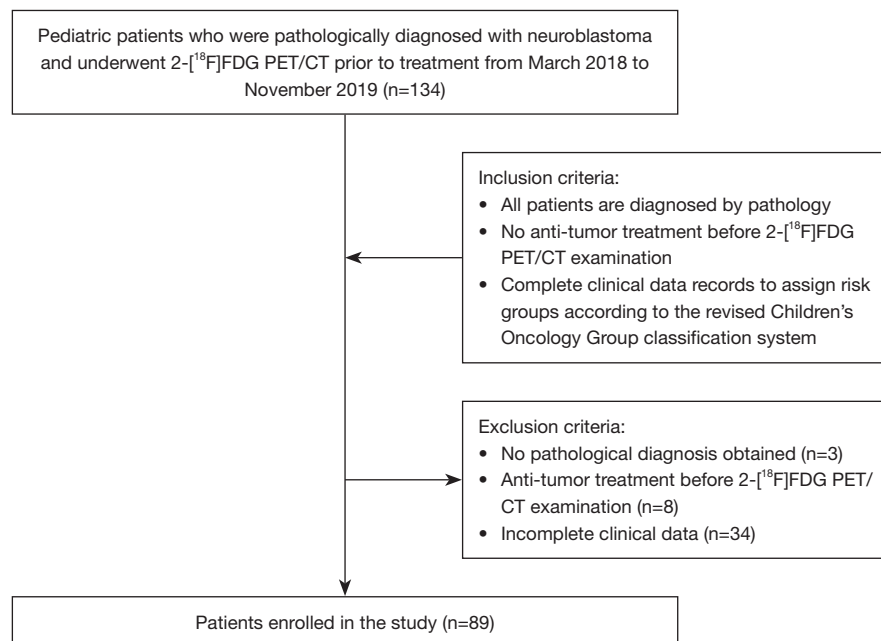 Pediatric patients who were pathologically diagnosed with neuroblastoma
and underwent 2-[¹⁸F]FDG PET/CT prior to treatment from March 2018 to
November 2019 (n=134)
Inclusion criteria:
• All patients are diagnosed by pathology
• No anti-tumor treatment before 2-[¹⁸F]FDG
PET/CT examination
• Complete clinical data records to assign risk
groups according to the revised Children's
Oncology Group classification system
Exclusion criteria:
• No pathological diagnosis obtained (n=3)
• Anti-tumor treatment before 2-[¹⁸F]FDG PET/
CT examination (n=8)
• Incomplete clinical data (n=34)
Patients enrolled in the study (n=89)